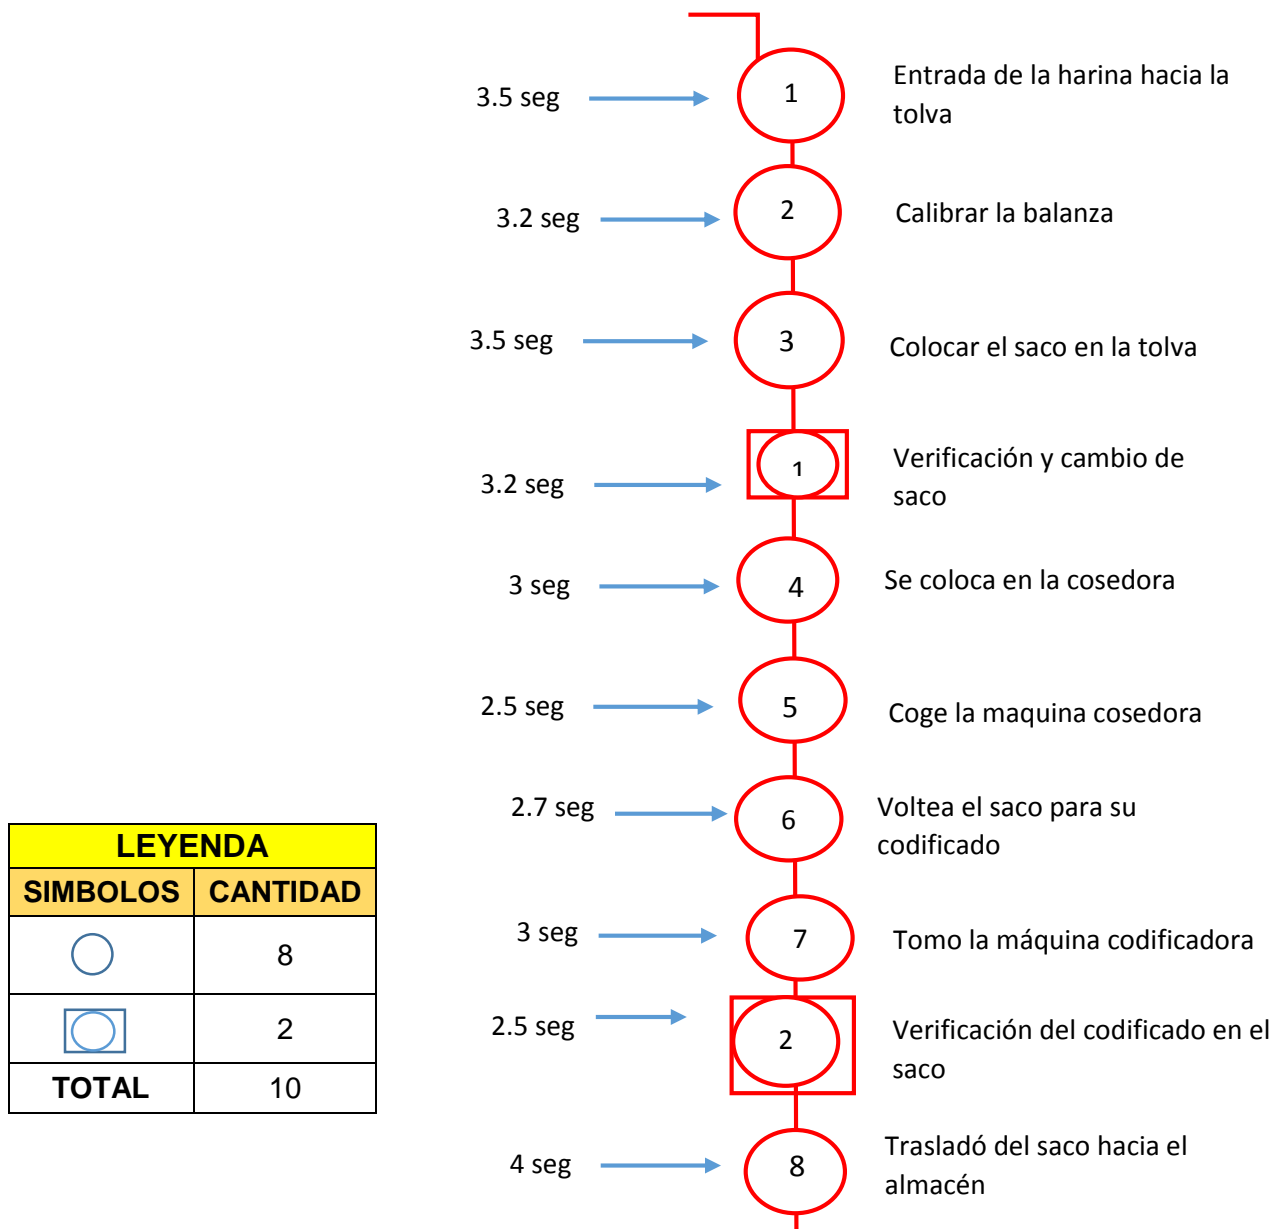 3.5 seg
1
Entrada de la harina hacia la
tolva
3.2 seg
2
Calibrar la balanza
3.5 seg
3
Colocar el saco en la tolva
3.2 seg
1
Verificación y cambio de
saco
3 seg
4
Se coloca en la cosedora
2.5 seg
5
Coge la maquina cosedora
2.7 seg
6
Voltea el saco para su
codificado
3 seg
7
Tomo la máquina codificadora
2.5 seg
2
Verificación del codificado en el
saco
4 seg
8
Trasladó del saco hacia el
almacén
LEYENDA
SIMBOLOS CANTIDAD
8
2
TOTAL 10